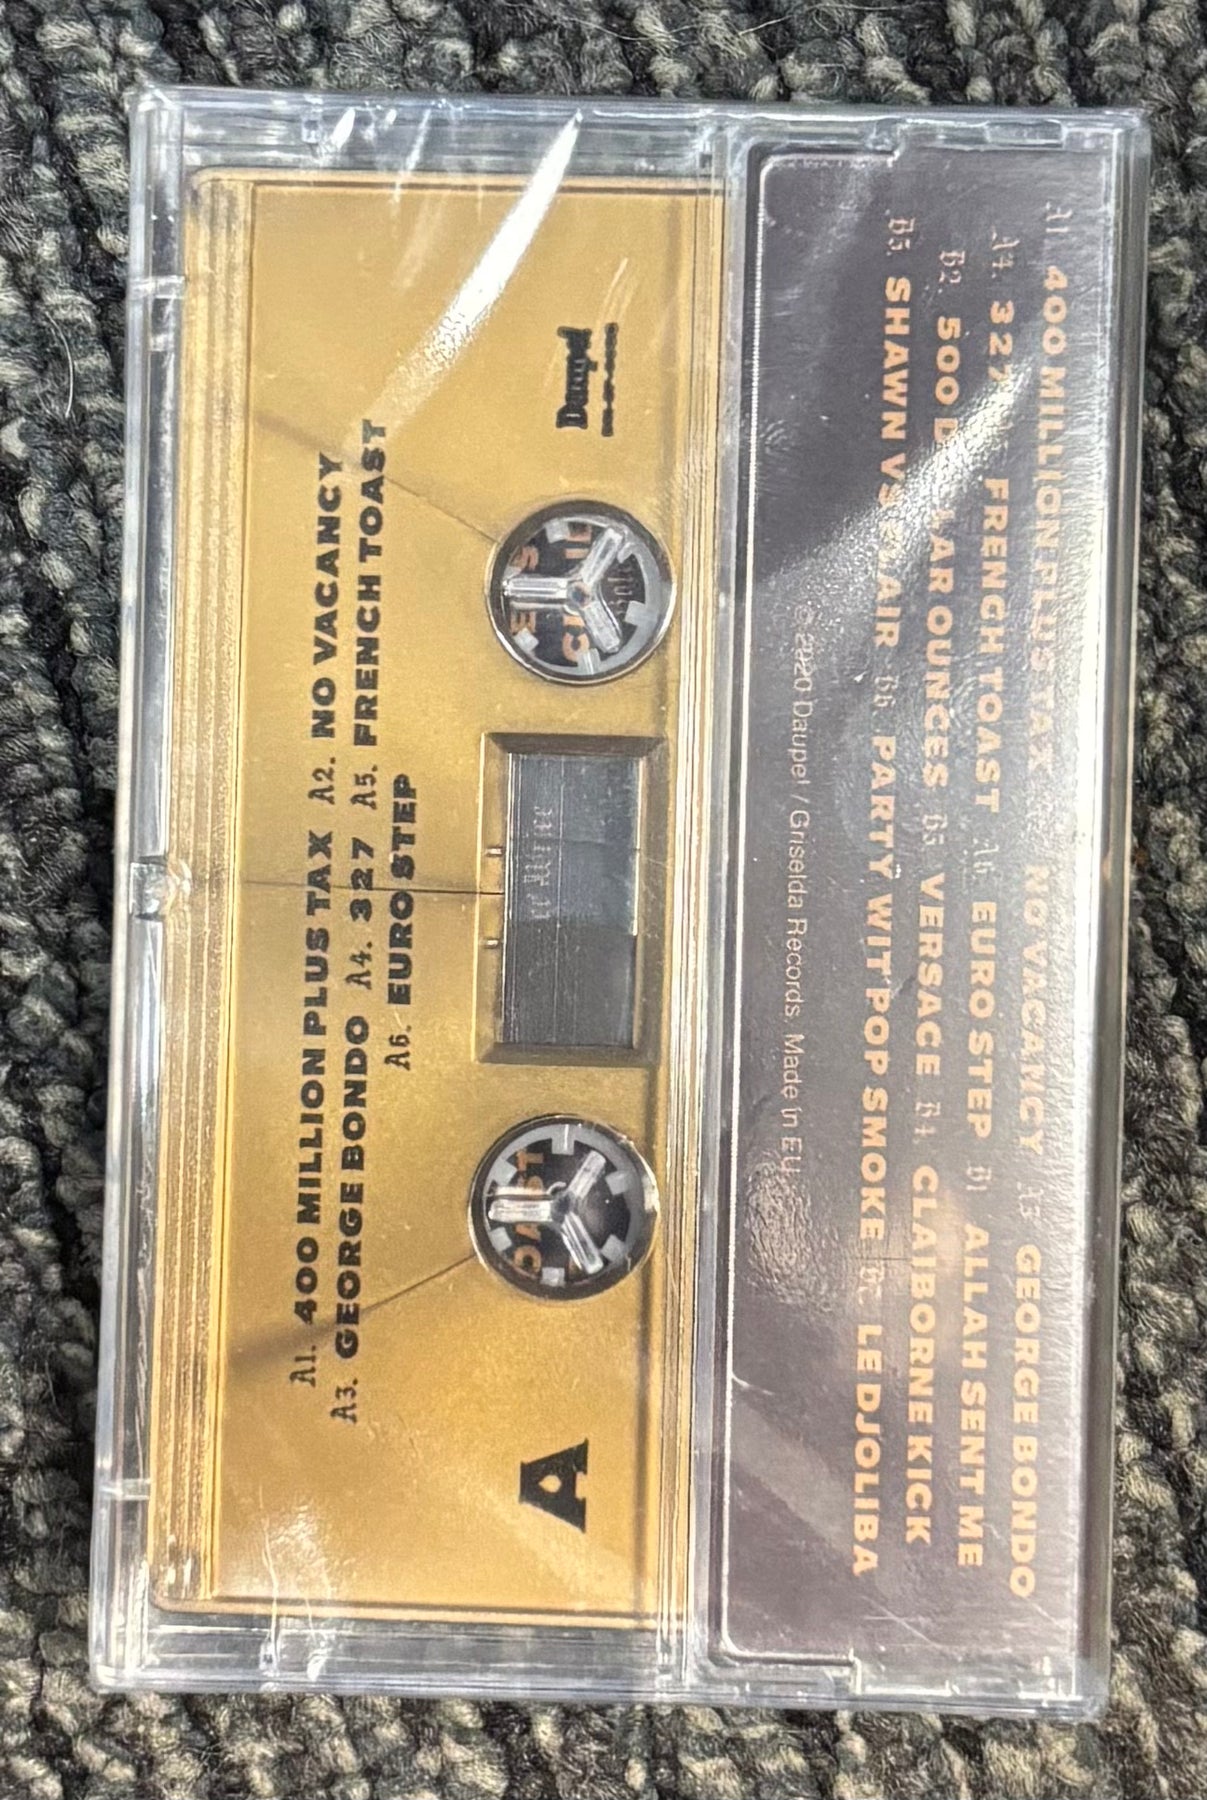 A1. 400 MILLION PLUS TAX NO VACANCY A3 GEORGE BONDO
A4. 327 FRENCH TOAST A6 EURO STEP B1 ALLAH SENT ME
B2. 500 DOLLAR OUNCES B3. VERSACE B4. CLAIBORNE KICK
B5. SHAWN VS FLAIR B6. PARTY WIT POP SMOKE LE DJOLIBA
© 2020 Daupe! / Griselda Records. Made in EU
Daupe!
A1. 400 MILLION PLUS TAX A2. NO VACANCY
A3. GEORGE BONDO A4. 327 A5. FRENCH TOAST
A6. EURO STEP
A